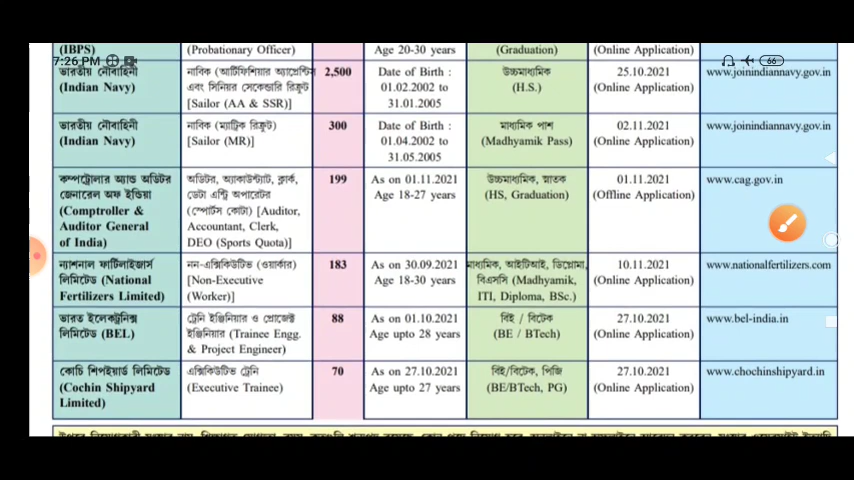 (IBPS) (Probationary Officer) Age 20-30 years (Graduation) (Online Application)
7:26 PM 66
ভারতীয় নৌবাহিনী
(Indian Navy)
নাবিক (আর্টিফিশিয়ার অ্যাপ্রেন্টিস
এবং সিনিয়র সেকেন্ডারি রিক্রুট
[Sailor (AA & SSR)]
2,500
Date of Birth :
01.02.2002 to
31.01.2005
উচ্চমাধ্যমিক
(H.S.)
25.10.2021
(Online Application)
www.joinindiannavy.gov.in
ভারতীয় নৌবাহিনী
(Indian Navy)
নাবিক (ম্যাট্রিক রিক্রুট)
[Sailor (MR)]
300
Date of Birth :
01.04.2002 to
31.05.2005
মাধ্যমিক পাশ
(Madhyamik Pass)
02.11.2021
(Online Application)
www.joinindiannavy.gov.in
কম্পট্রোলার অ্যান্ড অডিটর
জেনারেল অফ ইন্ডিয়া
(Comptroller &
Auditor General
of India)
অডিটর, অ্যাকাউন্ট্যান্ট, ক্লার্ক,
ডেটা এন্ট্রি অপারেটর
(স্পোর্টস কোটা) [Auditor,
Accountant, Clerk,
DEO (Sports Quota)]
199
As on 01.11.2021
Age 18-27 years
উচ্চমাধ্যমিক, স্নাতক
(HS, Graduation)
01.11.2021
(Offline Application)
www.cag.gov.in
ন্যাশনাল ফার্টিলাইজার্স
লিমিটেড (National
Fertilizers Limited)
নন-এক্সিকিউটিভ (ওয়ার্কার)
[Non-Executive
(Worker)]
183
As on 30.09.2021
Age 18-30 years
মাধ্যমিক, আইটিআই, ডিপ্লোমা,
বিএসসি (Madhyamik,
ITI, Diploma, BSc.)
10.11.2021
(Online Application)
www.nationalfertilizers.com
ভারত ইলেকট্রনিক্স
লিমিটেড (BEL)
ট্রেনি ইঞ্জিনিয়ার ও প্রোজেক্ট
ইঞ্জিনিয়ার (Trainee Engg.
& Project Engineer)
88
As on 01.10.2021
Age upto 28 years
বিই / বিটেক
(BE / BTech)
27.10.2021
(Online Application)
www.bel-india.in
কোচি শিপইয়ার্ড লিমিটেড
(Cochin Shipyard
Limited)
এক্সিকিউটিভ ট্রেনি
(Executive Trainee)
70
As on 27.10.2021
Age upto 27 years
বিই/বিটেক, পিজি
(BE/BTech, PG)
27.10.2021
(Online Application)
www.chochinshipyard.in